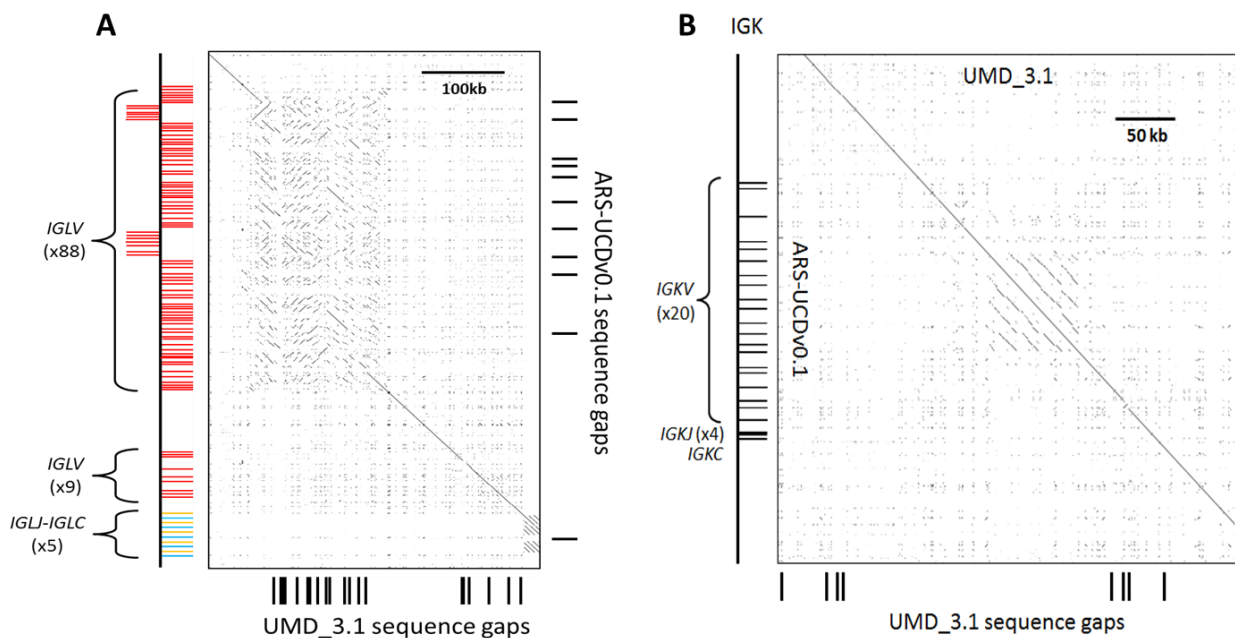 A
100kb
IGLV
(x88)
IGLV
(x9)
IGLJ-IGLC
(x5)
ARS-UCDv0.1 sequence gaps
UMD_3.1 sequence gaps
B
IGK
UMD_3.1
50 kb
IGKV
(x20)
ARS-UCDv0.1
IGKJ (x4)
IGKC
UMD_3.1 sequence gaps